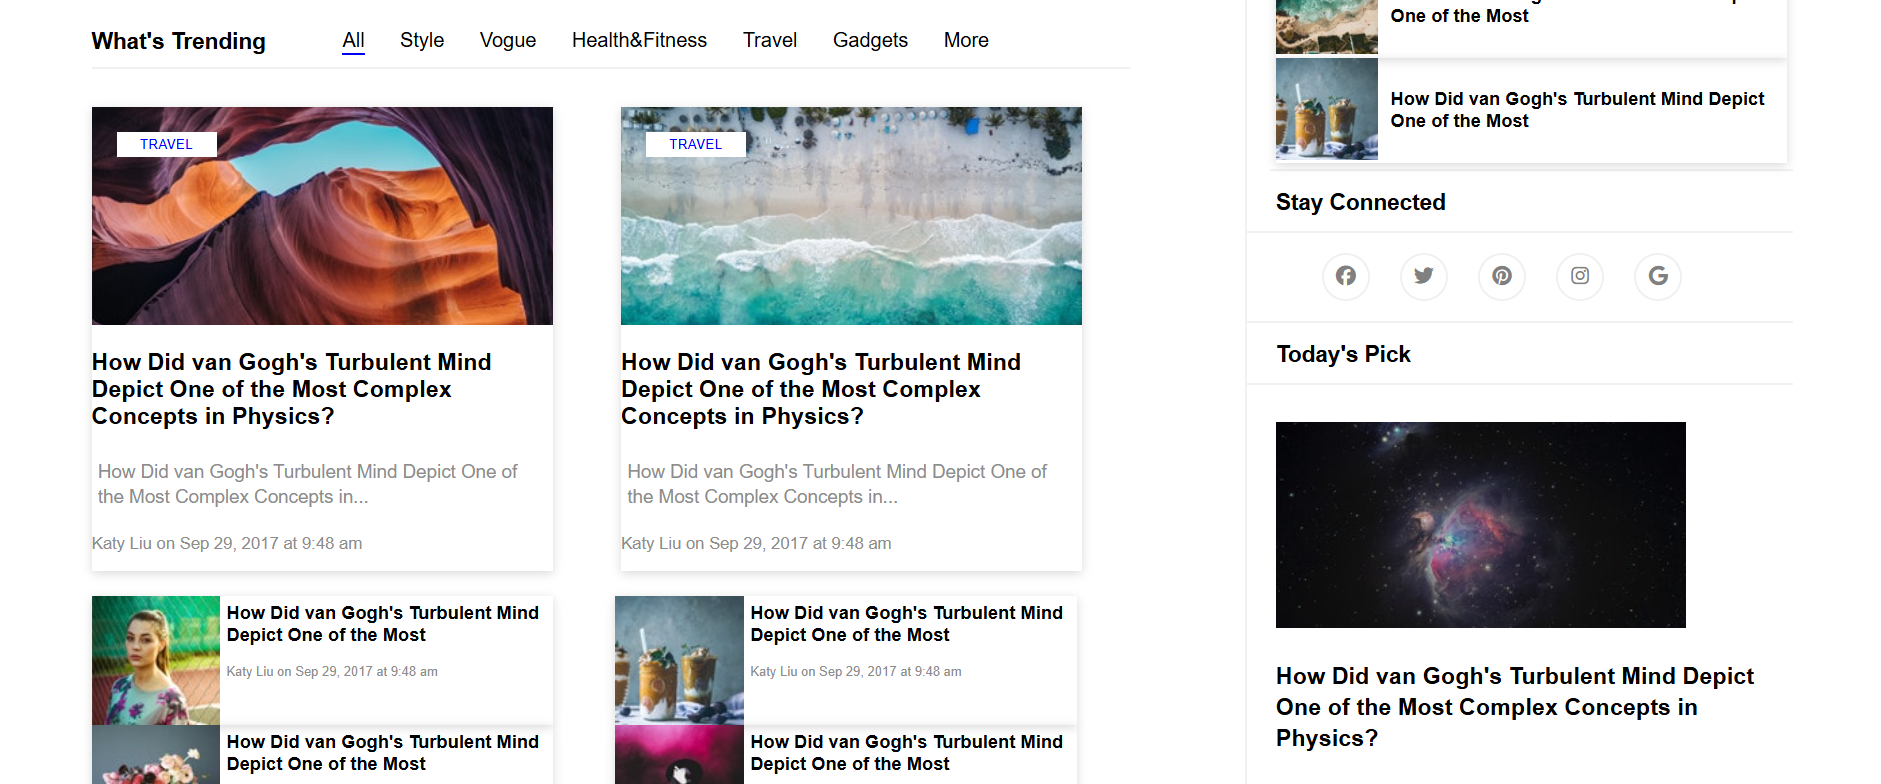 What's Trending
All Style Vogue Health&Fitness Travel Gadgets More
TRAVEL
How Did van Gogh's Turbulent Mind
Depict One of the Most Complex
Concepts in Physics?
How Did van Gogh's Turbulent Mind Depict One of
the Most Complex Concepts in...
Katy Liu on Sep 29, 2017 at 9:48 am
TRAVEL
How Did van Gogh's Turbulent Mind
Depict One of the Most Complex
Concepts in Physics?
How Did van Gogh's Turbulent Mind Depict One of
the Most Complex Concepts in...
Katy Liu on Sep 29, 2017 at 9:48 am
How Did van Gogh's Turbulent Mind
Depict One of the Most
Katy Liu on Sep 29, 2017 at 9:48 am
How Did van Gogh's Turbulent Mind
Depict One of the Most
Katy Liu on Sep 29, 2017 at 9:48 am
How Did van Gogh's Turbulent Mind
Depict One of the Most
How Did van Gogh's Turbulent Mind
Depict One of the Most
One of the Most
How Did van Gogh's Turbulent Mind Depict
One of the Most
Stay Connected
Today's Pick
How Did van Gogh's Turbulent Mind Depict
One of the Most Complex Concepts in
Physics?